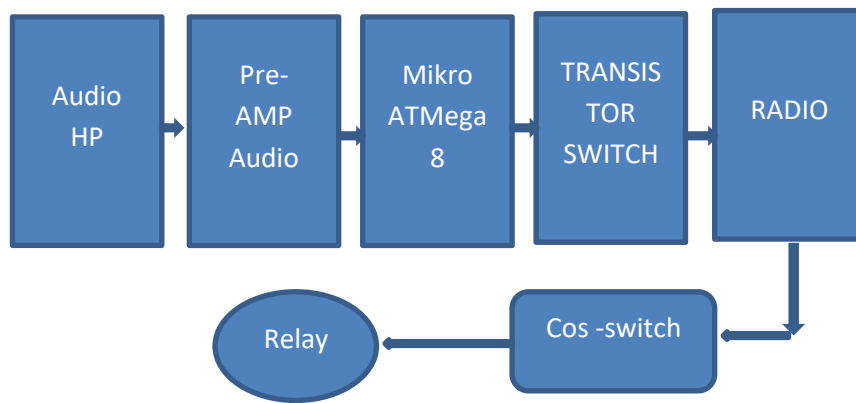 Audio
HP
Pre-
AMP
Audio
Mikro
ATMega
8
TRANSIS
TOR
SWITCH
RADIO
Cos -switch
Relay